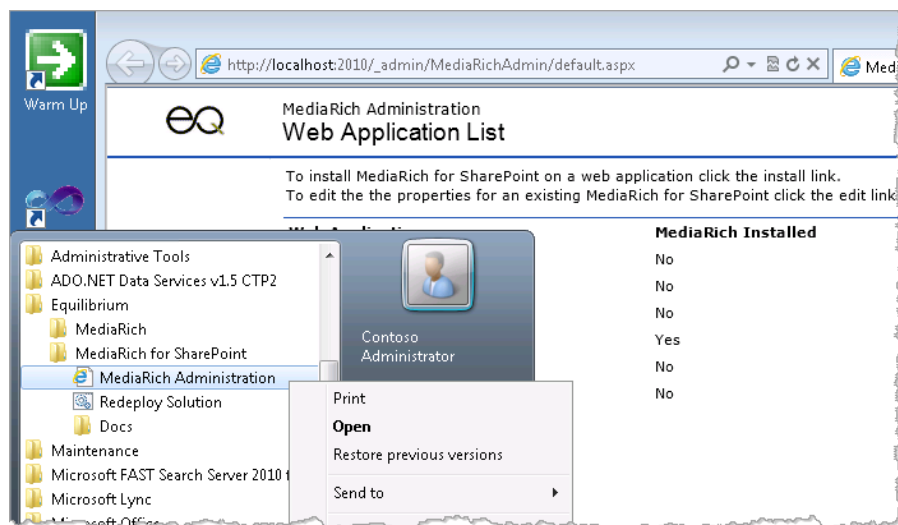 Warm Up
http://localhost:2010/_admin/MediaRichAdmin/default.aspx
Med
eQ
MediaRich Administration
Web Application List
To install MediaRich for SharePoint on a web application click the install link.
To edit the the properties for an existing MediaRich for SharePoint click the edit link
MediaRich Installed
No
No
No
Yes
No
No
Administrative Tools
ADO.NET Data Services v1.5 CTP2
Equilibrium
MediaRich
MediaRich for SharePoint
MediaRich Administration
Redeploy Solution
Docs
Maintenance
Microsoft FAST Search Server 2010 f
Microsoft Lync
Contoso
Administrator
Print
Open
Restore previous versions
Send to